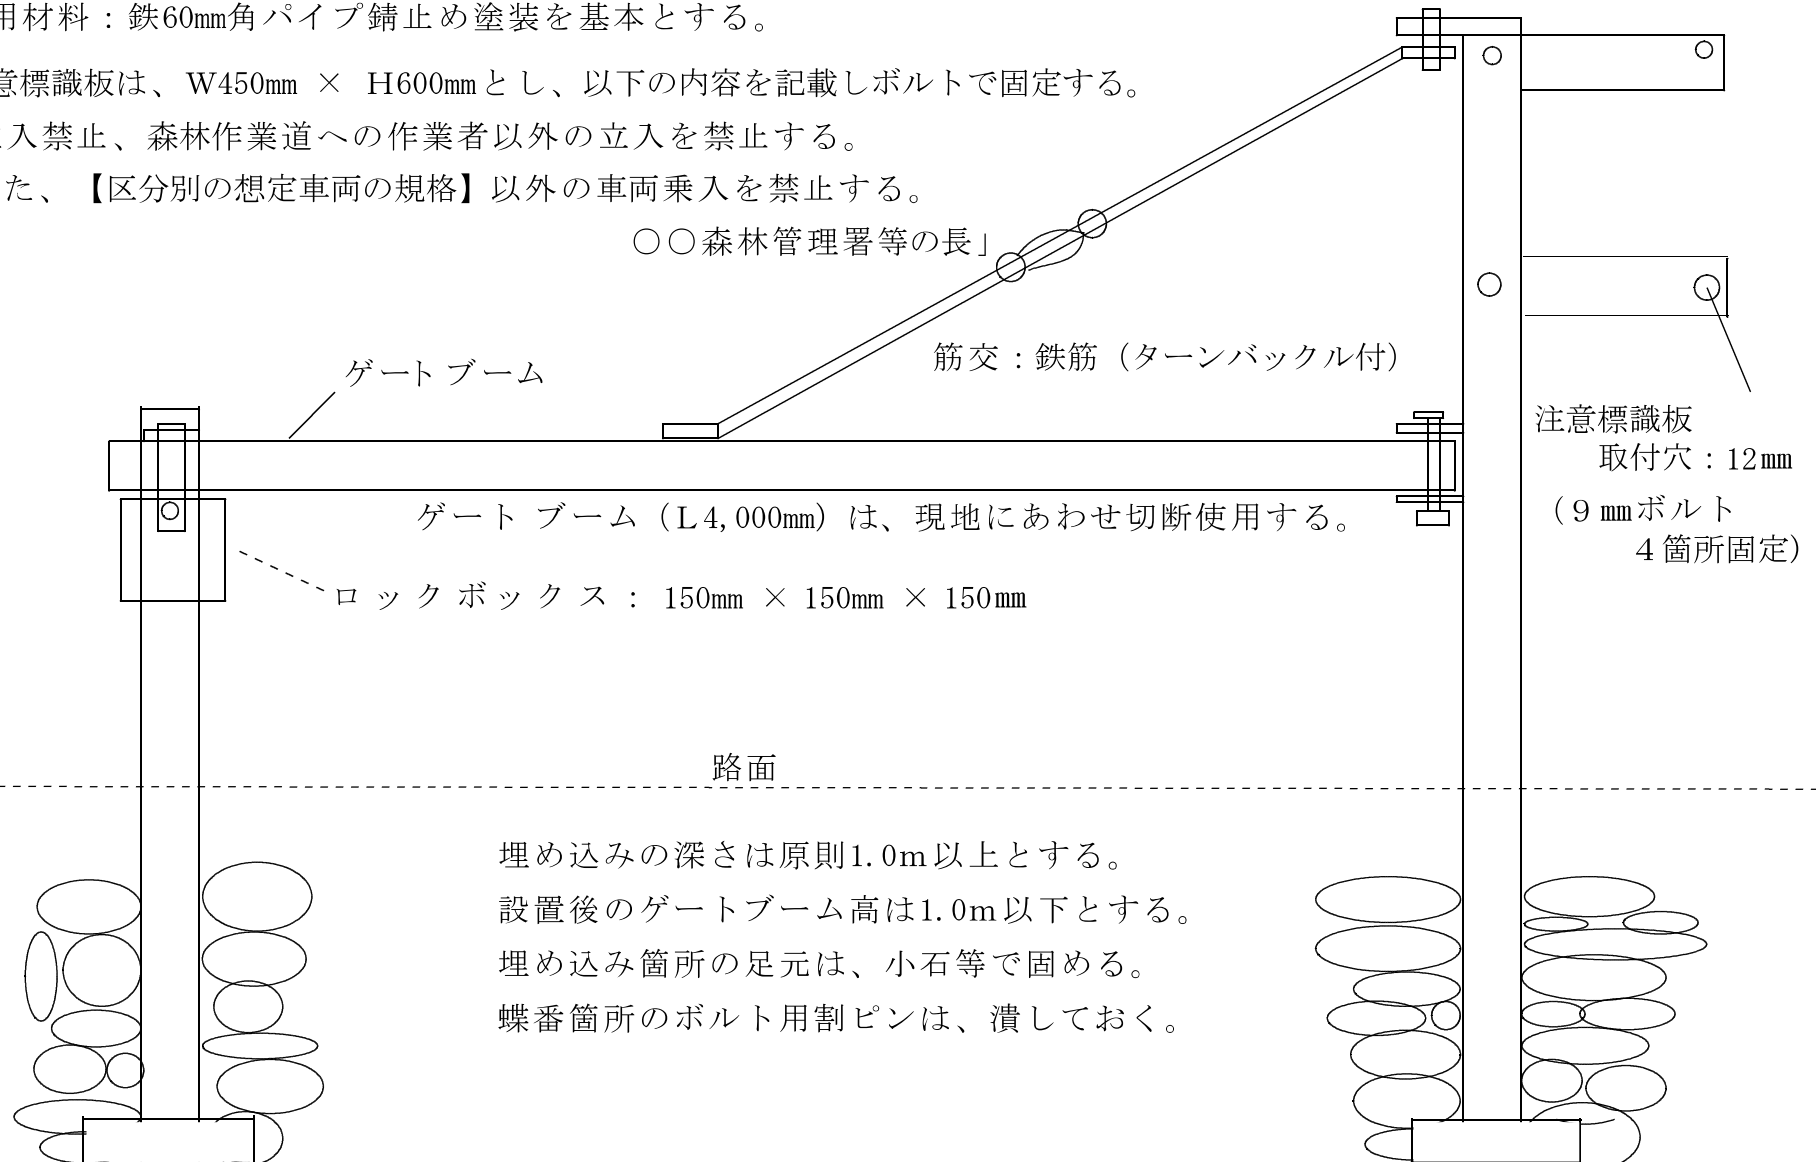 用材料：鉄60mm角パイプ錆止め塗装を基本とする。
意標識板は、W450mm × H600mmとし、以下の内容を記載しボルトで固定する。
入禁止、森林作業道への作業者以外の立入を禁止する。
た、【区分別の想定車両の規格】以外の車両乗入を禁止する。
○○森林管理署等の長」
筋交：鉄筋（ターンバックル付）
ゲートブーム
注意標識板
取付穴：12mm
（９mmボルト
４箇所固定）
ゲートブーム（L4,000mm）は、現地にあわせ切断使用する。
ロックボックス：150mm × 150mm × 150mm
路面
埋め込みの深さは原則1.0m以上とする。
設置後のゲートブーム高は1.0m以下とする。
埋め込み箇所の足元は、小石等で固める。
蝶番箇所のボルト用割ピンは、潰しておく。